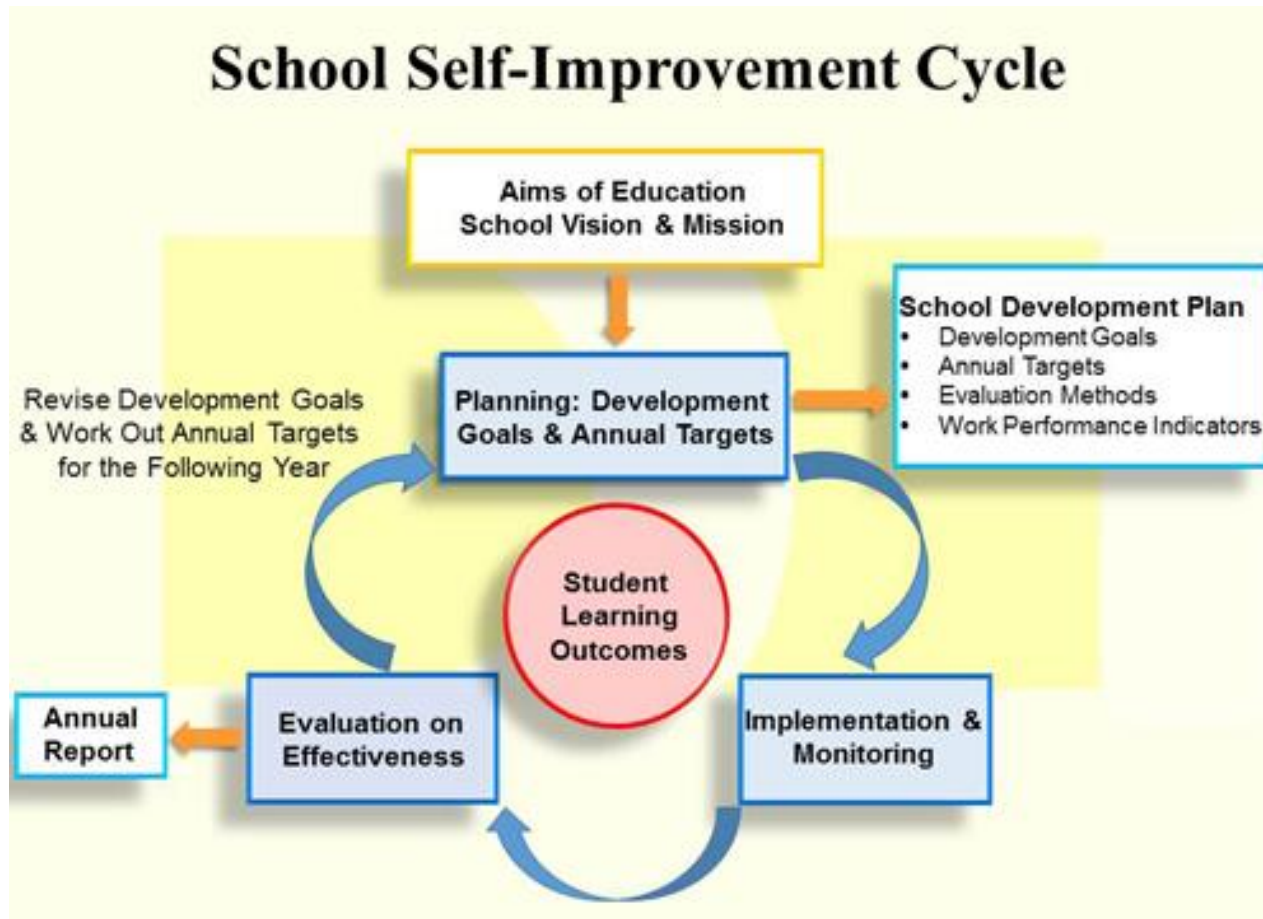 School Self-Improvement Cycle
Aims of Education
School Vision & Mission
School Development Plan
• Development Goals
• Annual Targets
• Evaluation Methods
• Work Performance Indicators
Planning: Development
Goals & Annual Targets
Revise Development Goals
& Work Out Annual Targets
for the Following Year
Student
Learning
Outcomes
Implementation &
Monitoring
Evaluation on
Effectiveness
Annual
Report